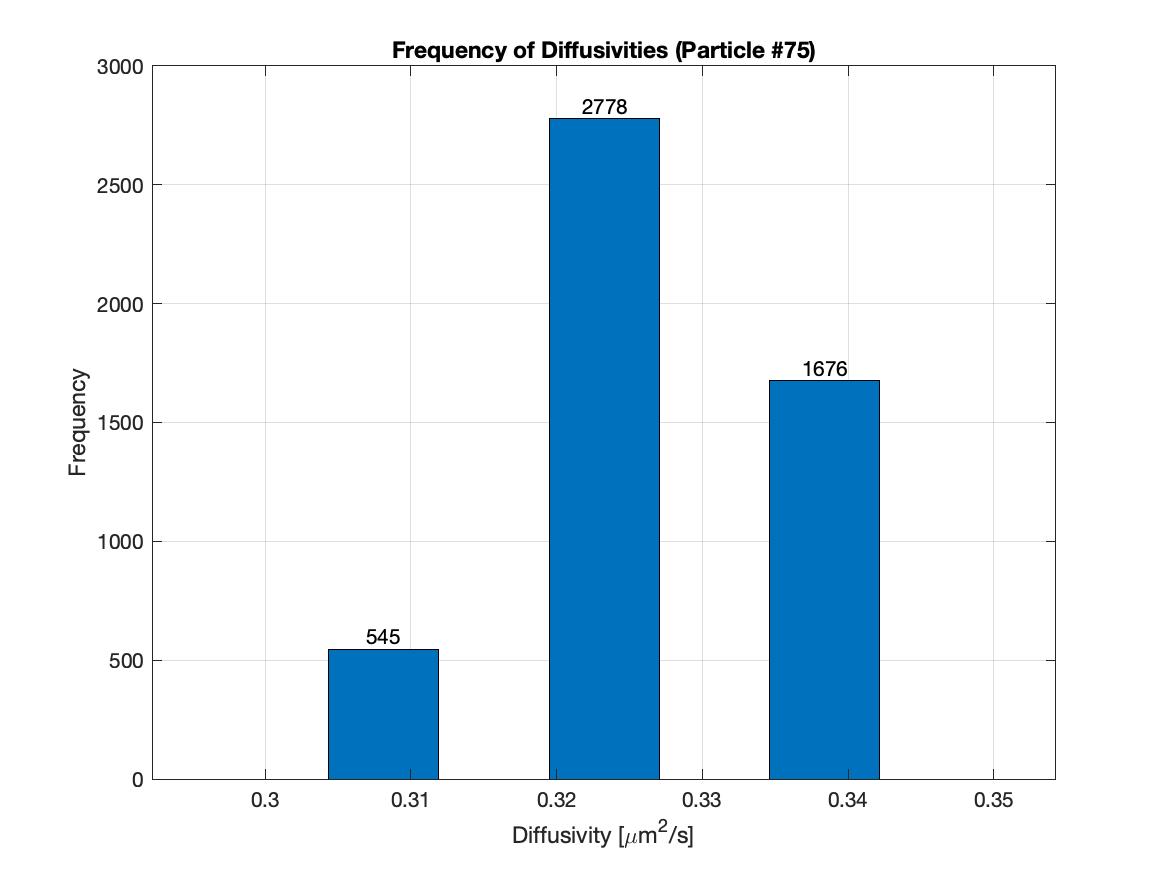 Frequency of Diffusivities (Particle #75)
3000
2500
2000
1500
1000
500
0
Frequency
545
2778
1676
0.3 0.31 0.32 0.33 0.34 0.35
Diffusivity [μm²/s]